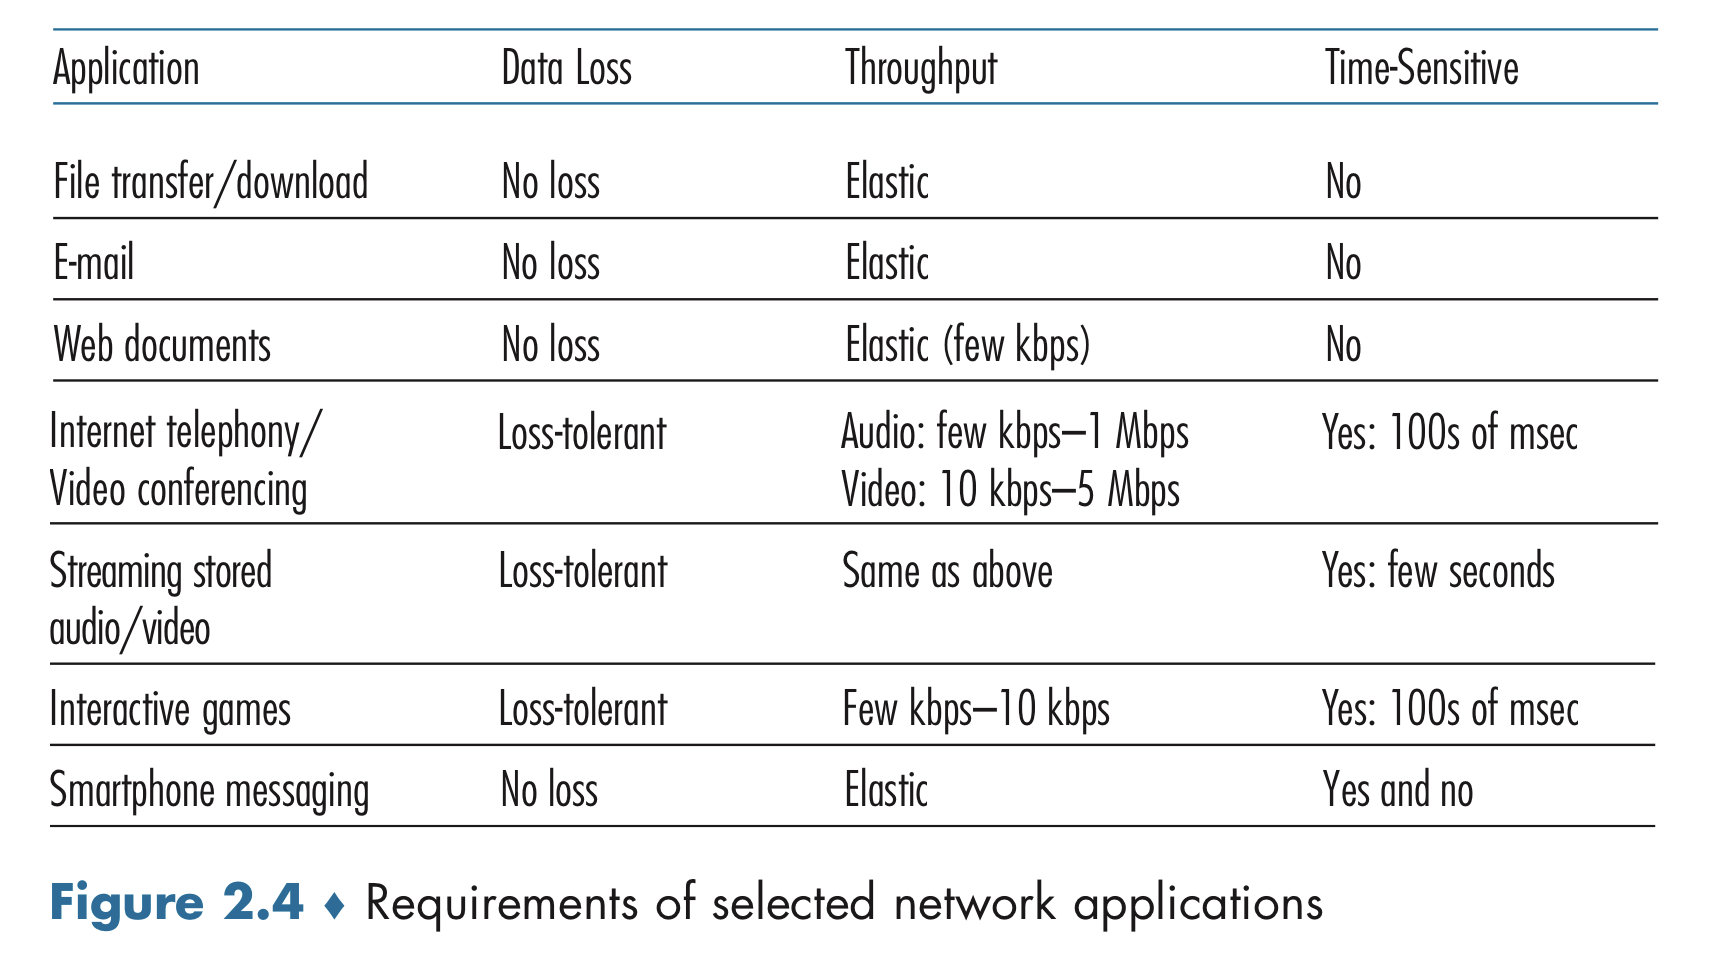 Application Data Loss Throughput Time-Sensitive
File transfer/download No loss Elastic No
E-mail No loss Elastic No
Web documents No loss Elastic (few kbps) No
Internet telephony/ Loss-tolerant Audio: few kbps–1 Mbps Yes: 100s of msec
Video conferencing Video: 10 kbps–5 Mbps
Streaming stored Loss-tolerant Same as above Yes: few seconds
audio/video
Interactive games Loss-tolerant Few kbps–10 kbps Yes: 100s of msec
Smartphone messaging No loss Elastic Yes and no
Figure 2.4 ♦ Requirements of selected network applications